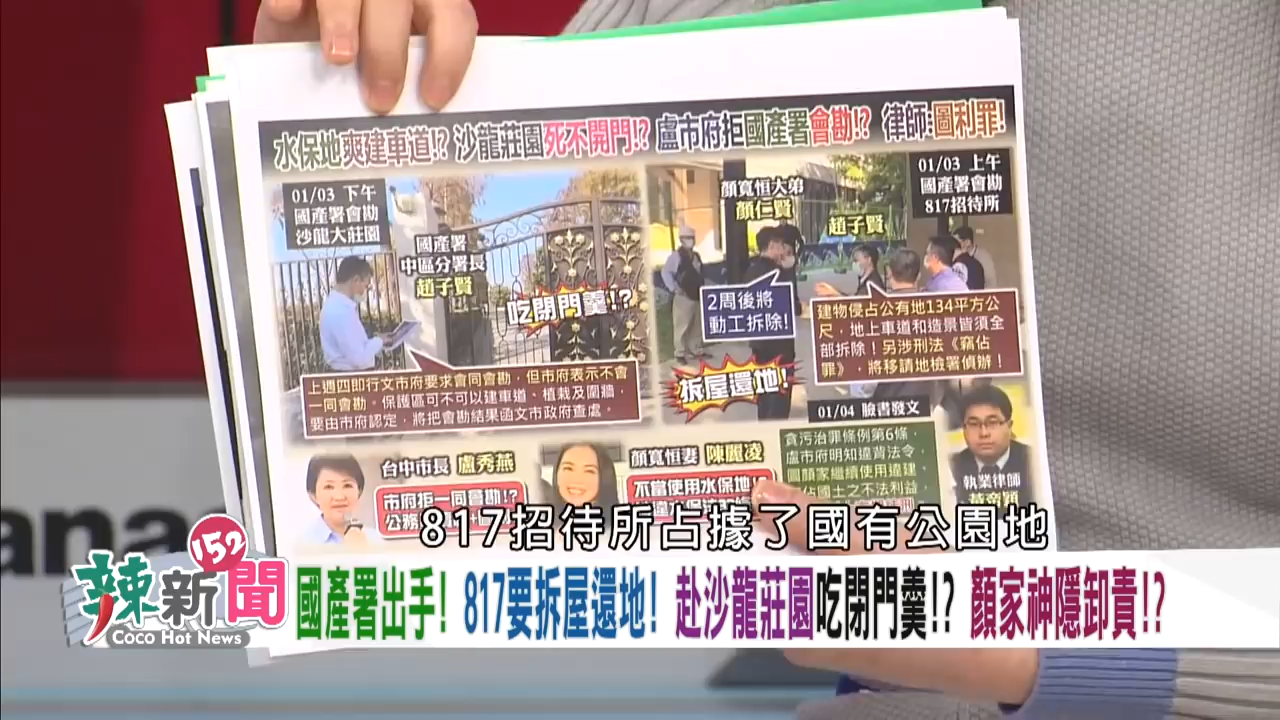 水保地爽建車道!? 沙龍莊園死不開門!? 盧市府拒國產署會勘!? 律師:圖利罪!
01/03 下午
國產署會勘
沙龍大莊園
國產署
中區分署長
趙子賢
吃閉門羹!?
上週四即行文市府要求會同會勘，但市府表示不會
一同會勘。保護區可不可以建車道、植栽及圍牆，
要由市府認定，將把會勘結果函文市政府查處。
顏寬恒大弟
顏仁賢
趙子賢
01/03 上午
國產署會勘
817招待所
2周後將
動工拆除!
建物侵占公有地134平方公
尺，地上車道和造景皆須全
部拆除！另涉刑法《竊佔
罪》，將移請地檢署偵辦！
拆屋還地!
台中市長 盧秀燕
市府拒一同會勘!?
顏寬恒妻 陳麗凌
不當使用水保地!?
01/04 臉書發文
貪污治罪條例第6條，
盧市府明知違背法令，
圖顏家繼續使用違建、
佔國土之不法利益，
執業律師
黃帝穎
817招待所占據了國有公園地
ana
辣新聞
152
Coco Hot News
國產署出手! 817要拆屋還地! 赴沙龍莊園吃閉門羹!? 顏家神隱卸責!?